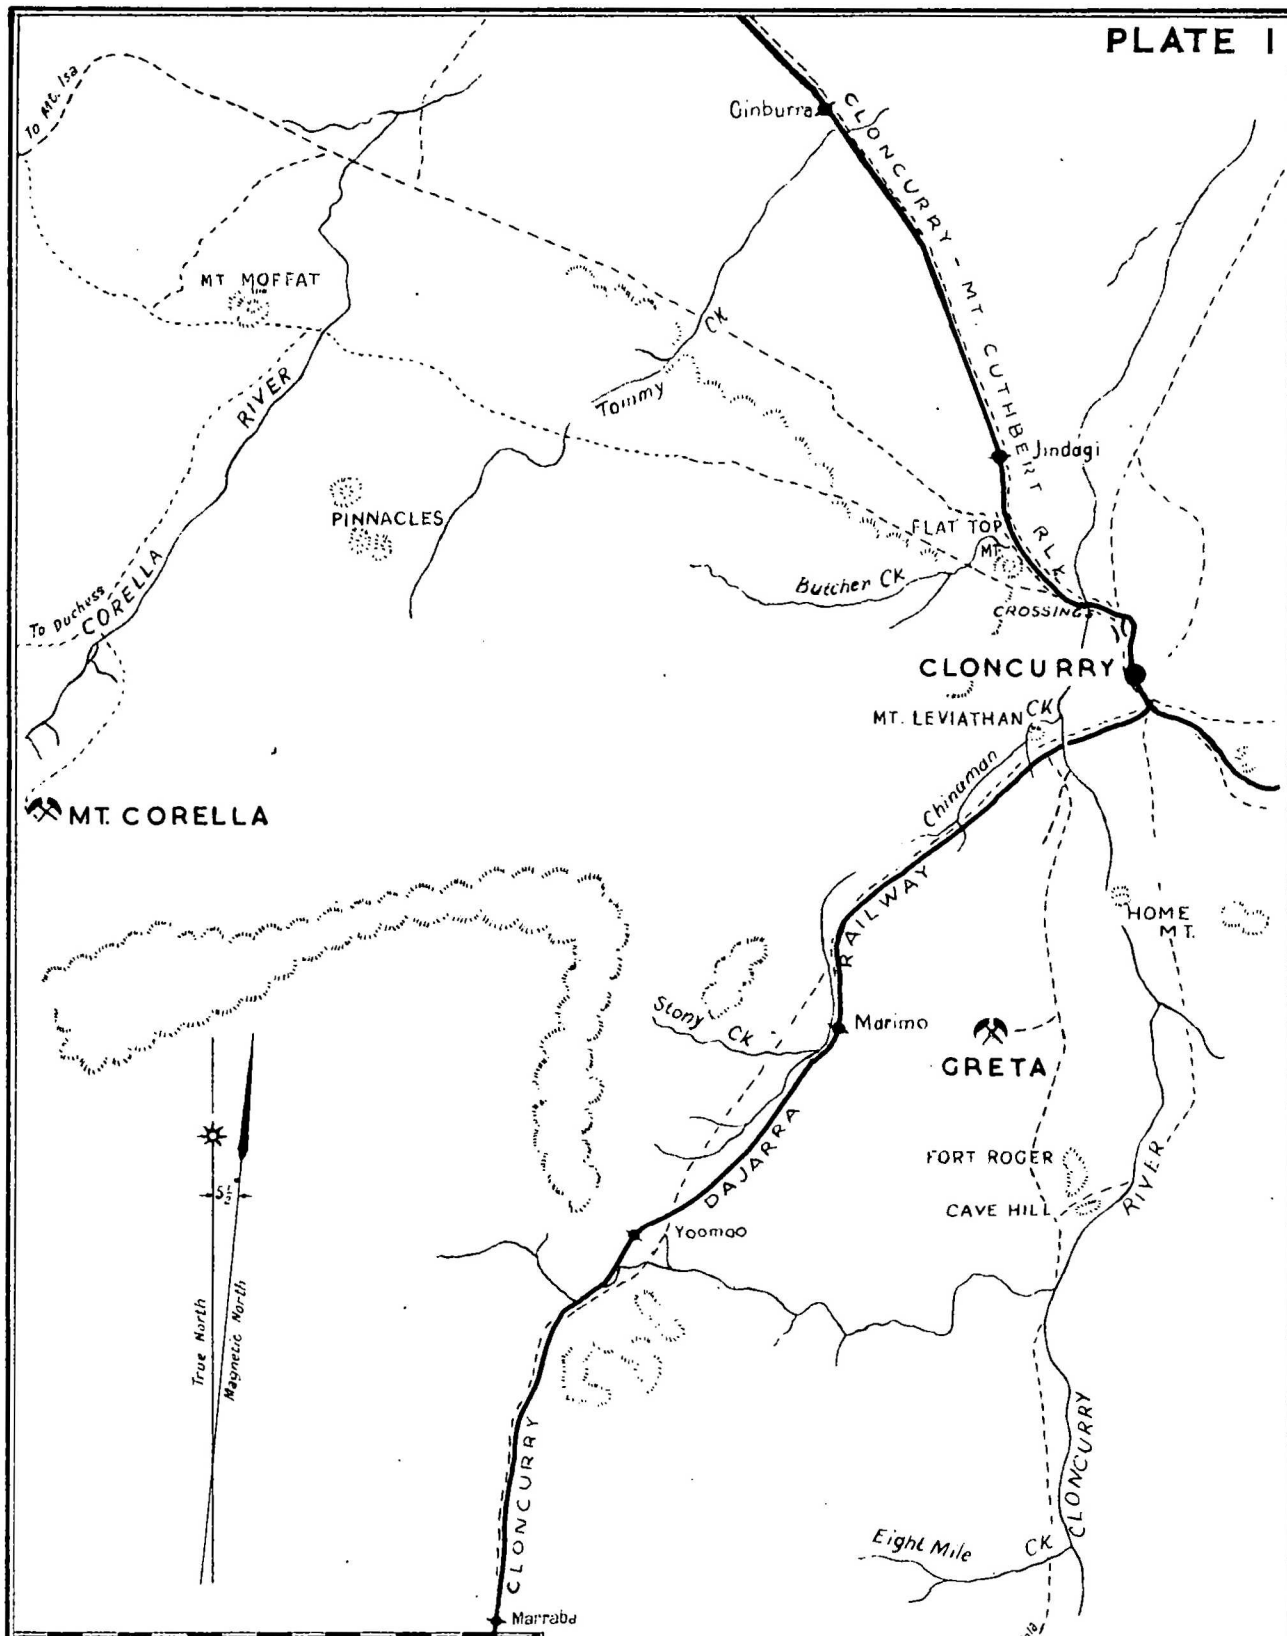 PLATE 1
To Mt. Isa
Ginburra
CLONCURRY - MT. CUTHBERT RLY
MT MOFFAT
Tommy CK
RIVER
CORELLA
Jindagi
PINNACLES
FLAT TOP
MT.
Butcher CK
CROSSINGS
To Duchess
CLONCURRY
MT. LEVIATHAN
Chinaman CK
MT. CORELLA
HOME
MT.
RAILWAY
Stony CK
Marimo
GRETA
DAJARRA
FORT ROGER
CAVE HILL
RIVER
Yoomoo
True North
Magnetic North
CLONCURRY
CLONCURRY
Eight Mile CK
Marraba